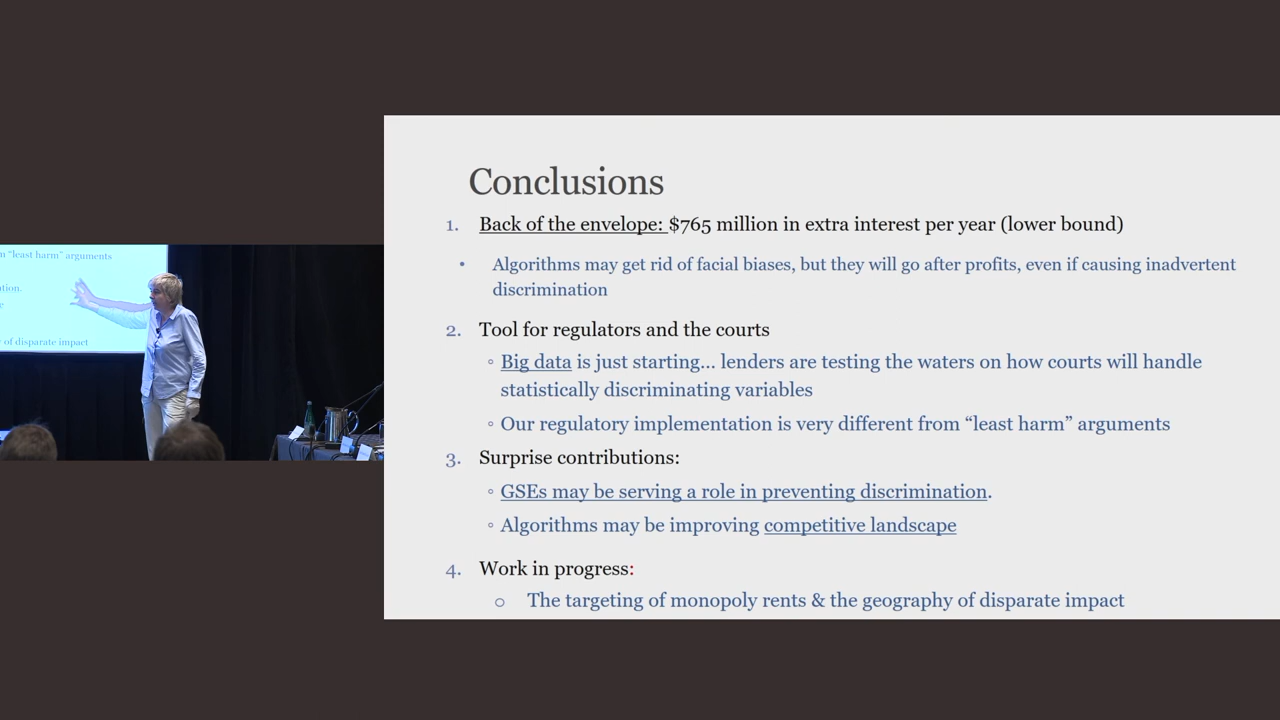 m “least harm” arguments
tion.
c
of disparate impact
Conclusions
1. Back of the envelope: $765 million in extra interest per year (lower bound)
• Algorithms may get rid of facial biases, but they will go after profits, even if causing inadvertent
discrimination
2. Tool for regulators and the courts
◦ Big data is just starting... lenders are testing the waters on how courts will handle
statistically discriminating variables
◦ Our regulatory implementation is very different from “least harm” arguments
3. Surprise contributions:
◦ GSEs may be serving a role in preventing discrimination.
◦ Algorithms may be improving competitive landscape
4. Work in progress:
o The targeting of monopoly rents & the geography of disparate impact